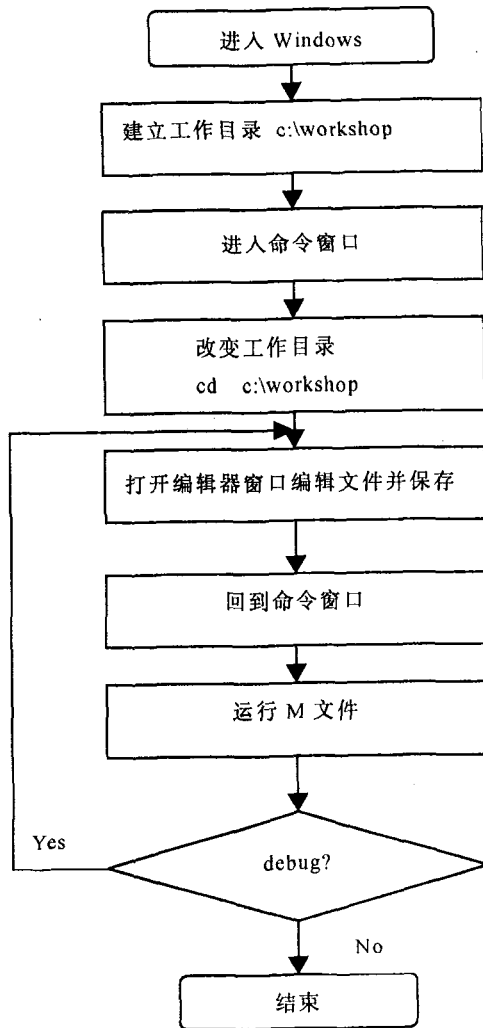 进入 Windows
建立工作目录 c:\workshop
进入命令窗口
改变工作目录
cd c:\workshop
打开编辑器窗口编辑文件并保存
回到命令窗口
运行 M 文件
Yes
debug?
No
结束